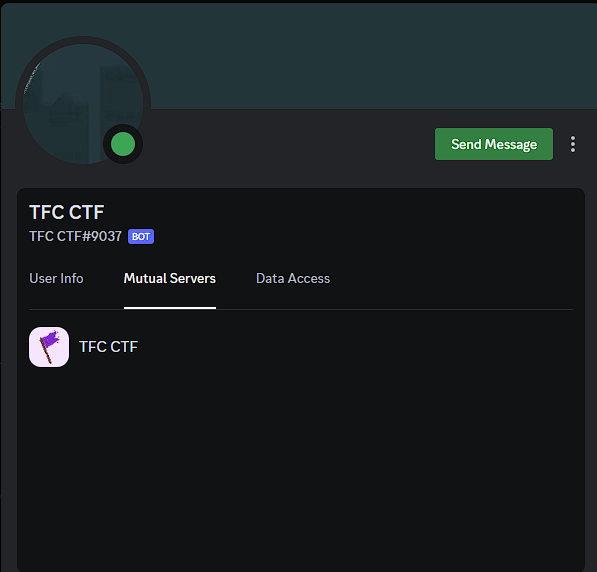 Send Message
TFC CTF
TFC CTF#9037 BOT
User Info Mutual Servers Data Access
TFC CTF